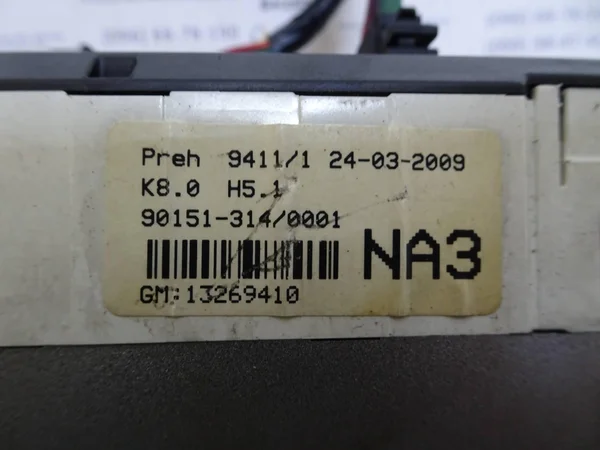 Preh 9411/1 24-03-2009
K8.0 H5.1
90151-314/0001
NA3
GM:13269410